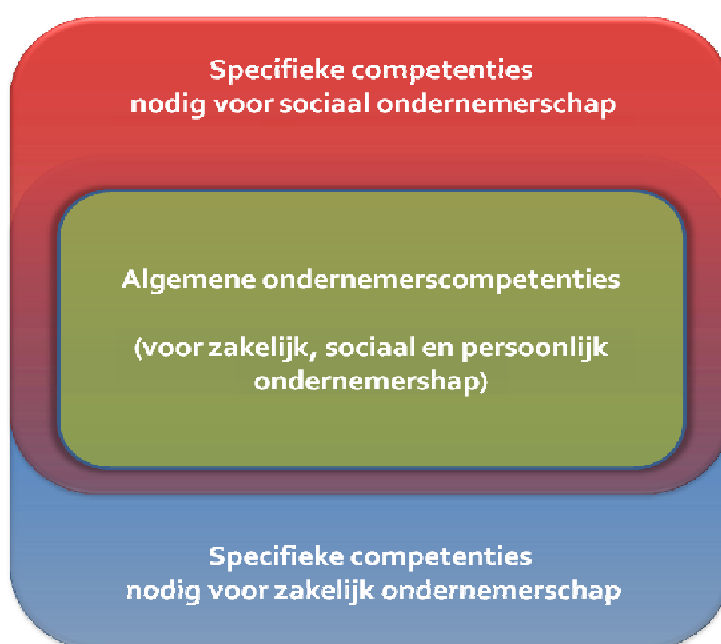 Specifieke competenties
nodig voor sociaal ondernemerschap
Algemene ondernemerscompetenties
(voor zakelijk, sociaal en persoonlijk
ondernemershap)
Specifieke competenties
nodig voor zakelijk ondernemerschap